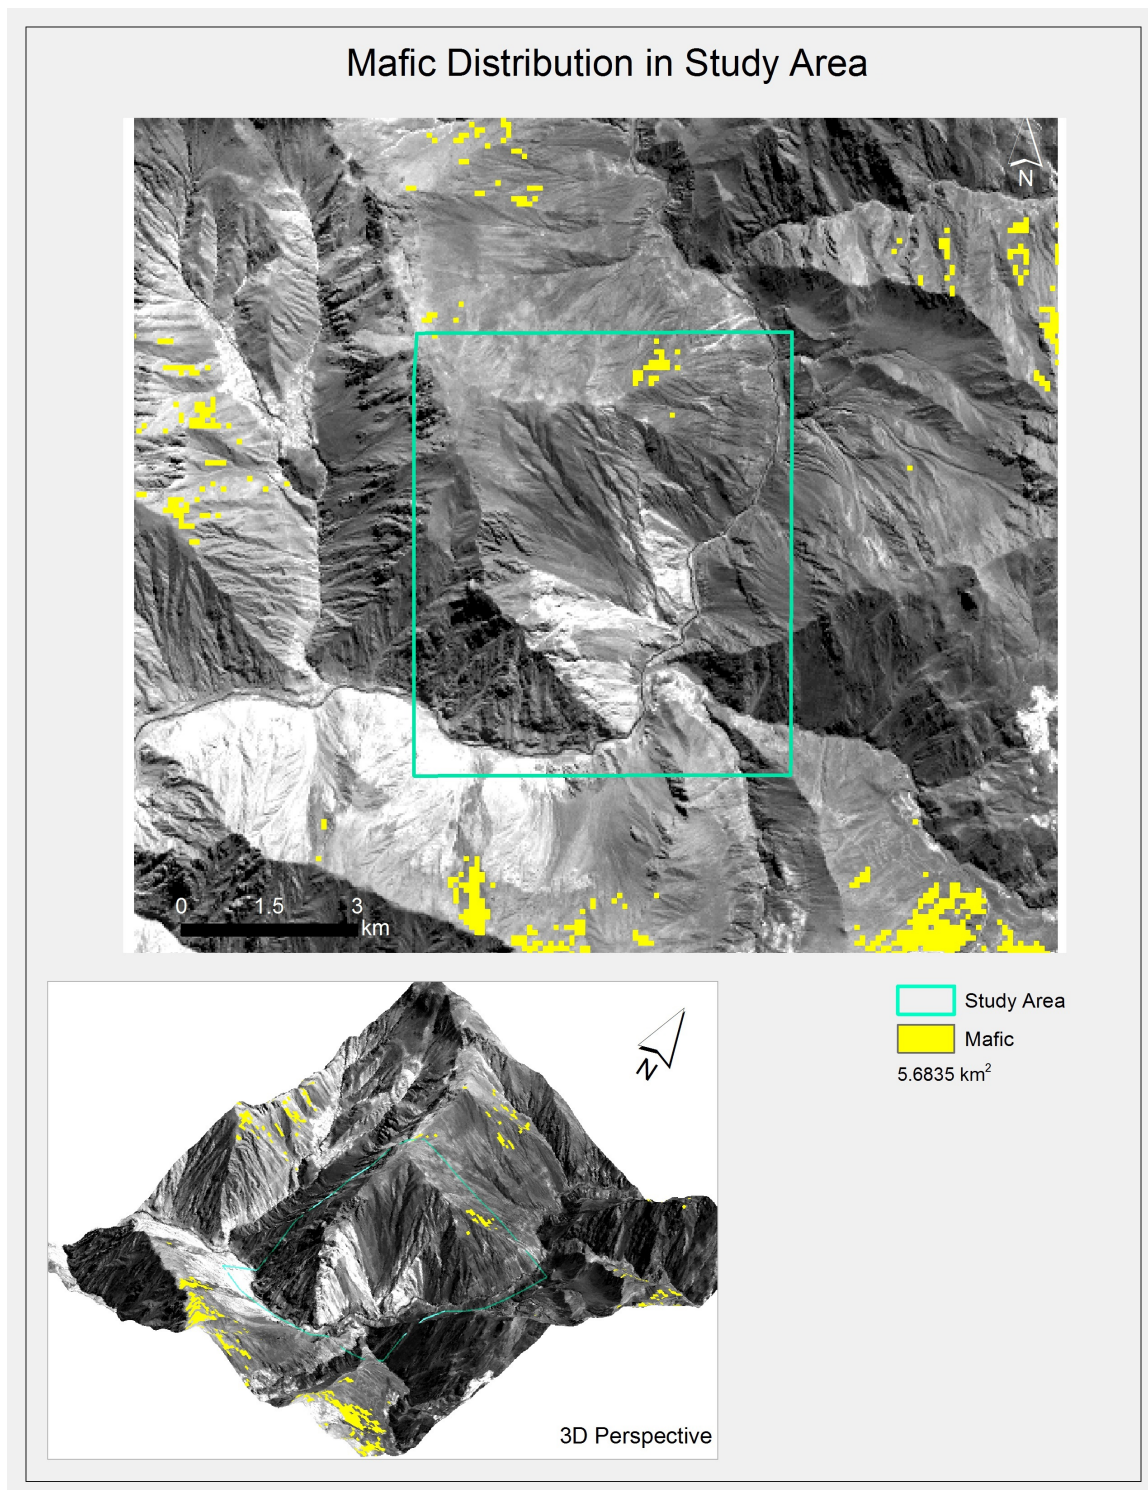 Mafic Distribution in Study Area
N
0 1.5 3
km
Study Area
Mafic
5.6835 km²
N
3D Perspective